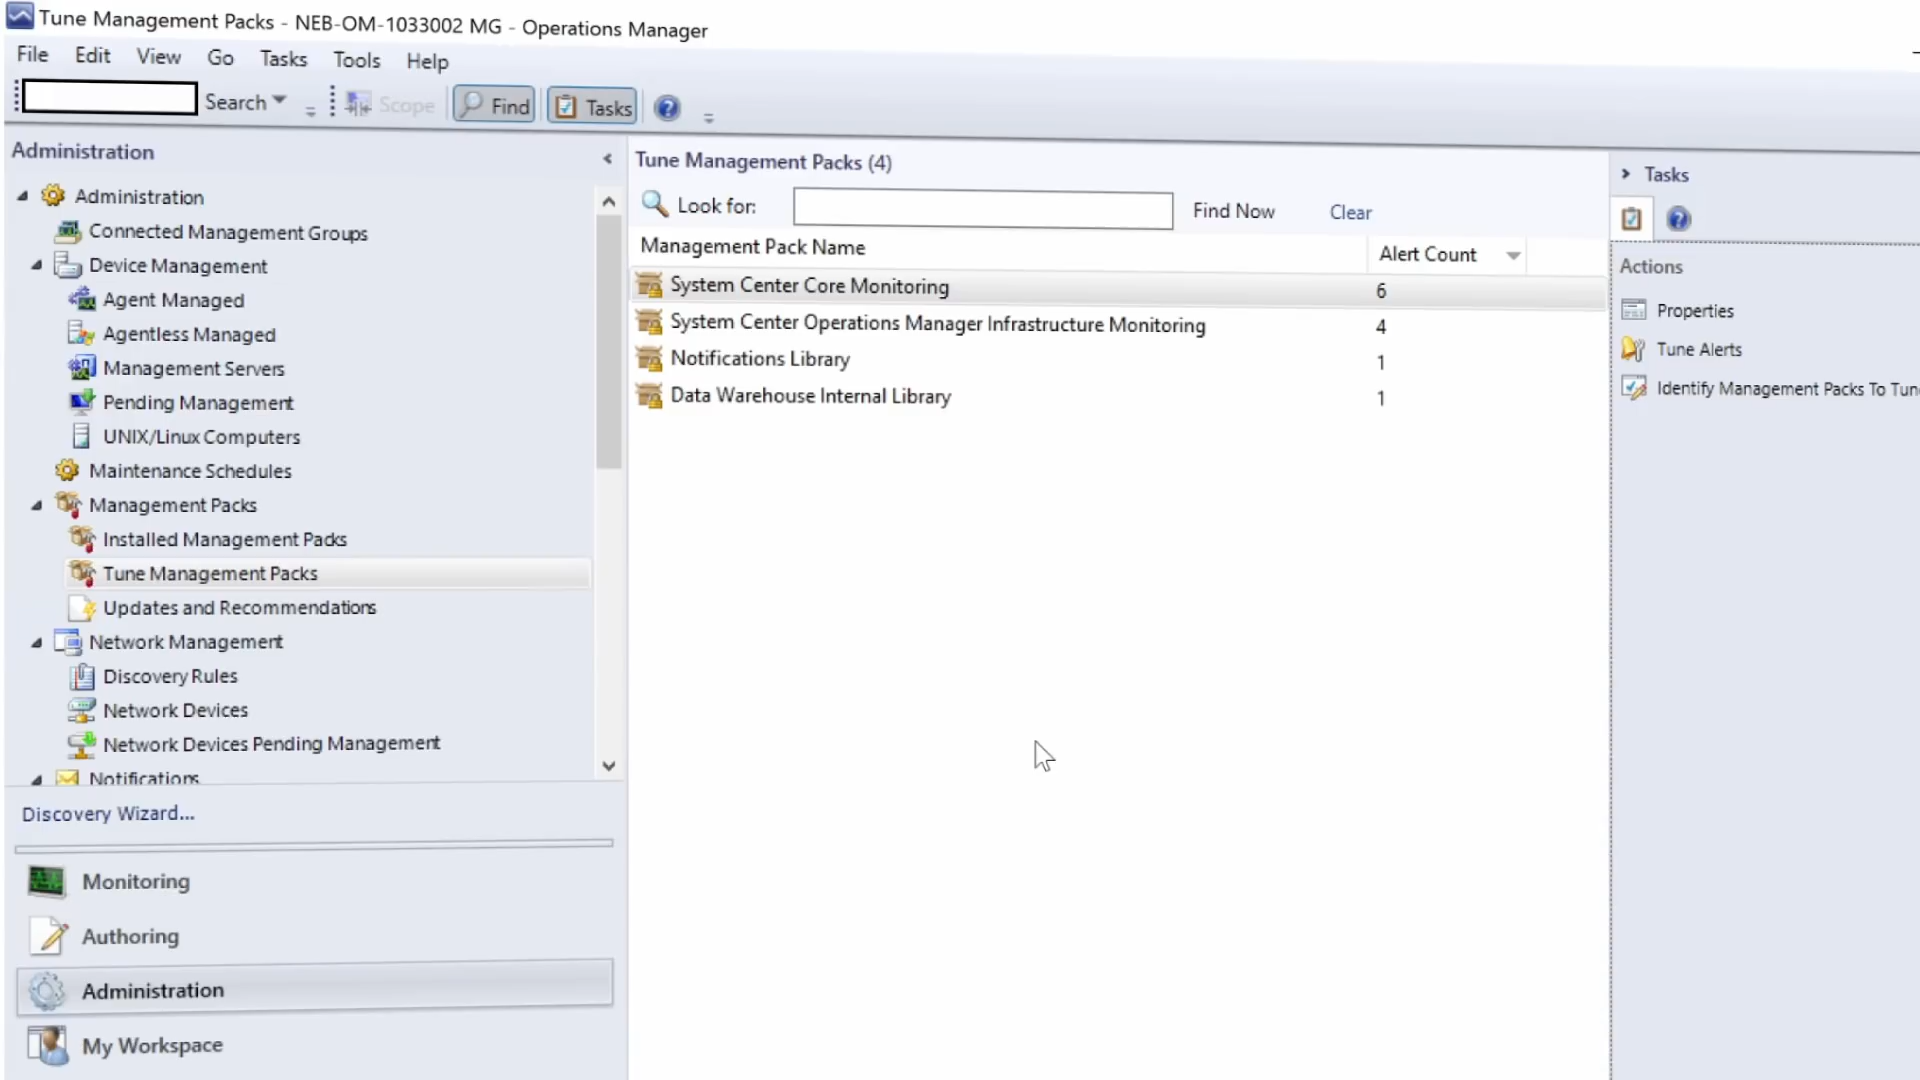 Tune Management Packs - NEB-OM-1033002 MG - Operations Manager
File Edit View Go Tasks Tools Help
Search Scope Find Tasks
Administration
Administration
Connected Management Groups
Device Management
Agent Managed
Agentless Managed
Management Servers
Pending Management
UNIX/Linux Computers
Maintenance Schedules
Management Packs
Installed Management Packs
Tune Management Packs
Updates and Recommendations
Network Management
Discovery Rules
Network Devices
Network Devices Pending Management
Notifications
Discovery Wizard...
Monitoring
Authoring
Administration
My Workspace
Tune Management Packs (4)
Look for: Find Now Clear
Management Pack Name Alert Count
System Center Core Monitoring 6
System Center Operations Manager Infrastructure Monitoring 4
Notifications Library 1
Data Warehouse Internal Library 1
Tasks
Actions
Properties
Tune Alerts
Identify Management Packs To Tun